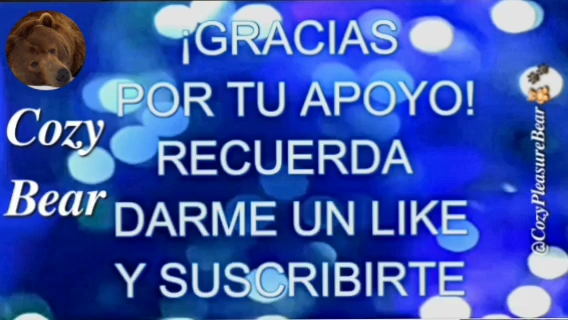 ¡GRACIAS
POR TU APOYO!
RECUERDA
DARME UN LIKE
Y SUSCRIBIRTE
Cozy
Bear
@CozyPleasureBear